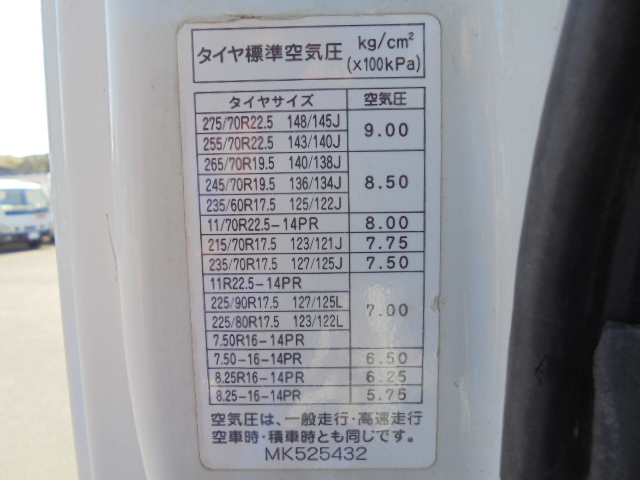 タイヤ標準空気圧 kg/cm² (×100kPa)
タイヤサイズ 空気圧
275/70R22.5 148/145J 9.00
255/70R22.5 143/140J
265/70R19.5 140/138J 8.50
245/70R19.5 136/134J
235/60R17.5 125/122J
11/70R22.5-14PR 8.00
215/70R17.5 123/121J 7.75
235/70R17.5 127/125J 7.50
11R22.5-14PR 7.00
225/90R17.5 127/125L
225/80R17.5 123/122L
7.50R16-14PR
7.50-16-14PR 6.50
8.25R16-14PR 6.25
8.25-16-14PR 5.75
空気圧は、一般走行・高速走行
空車時・積車時とも同じです。
MK525432